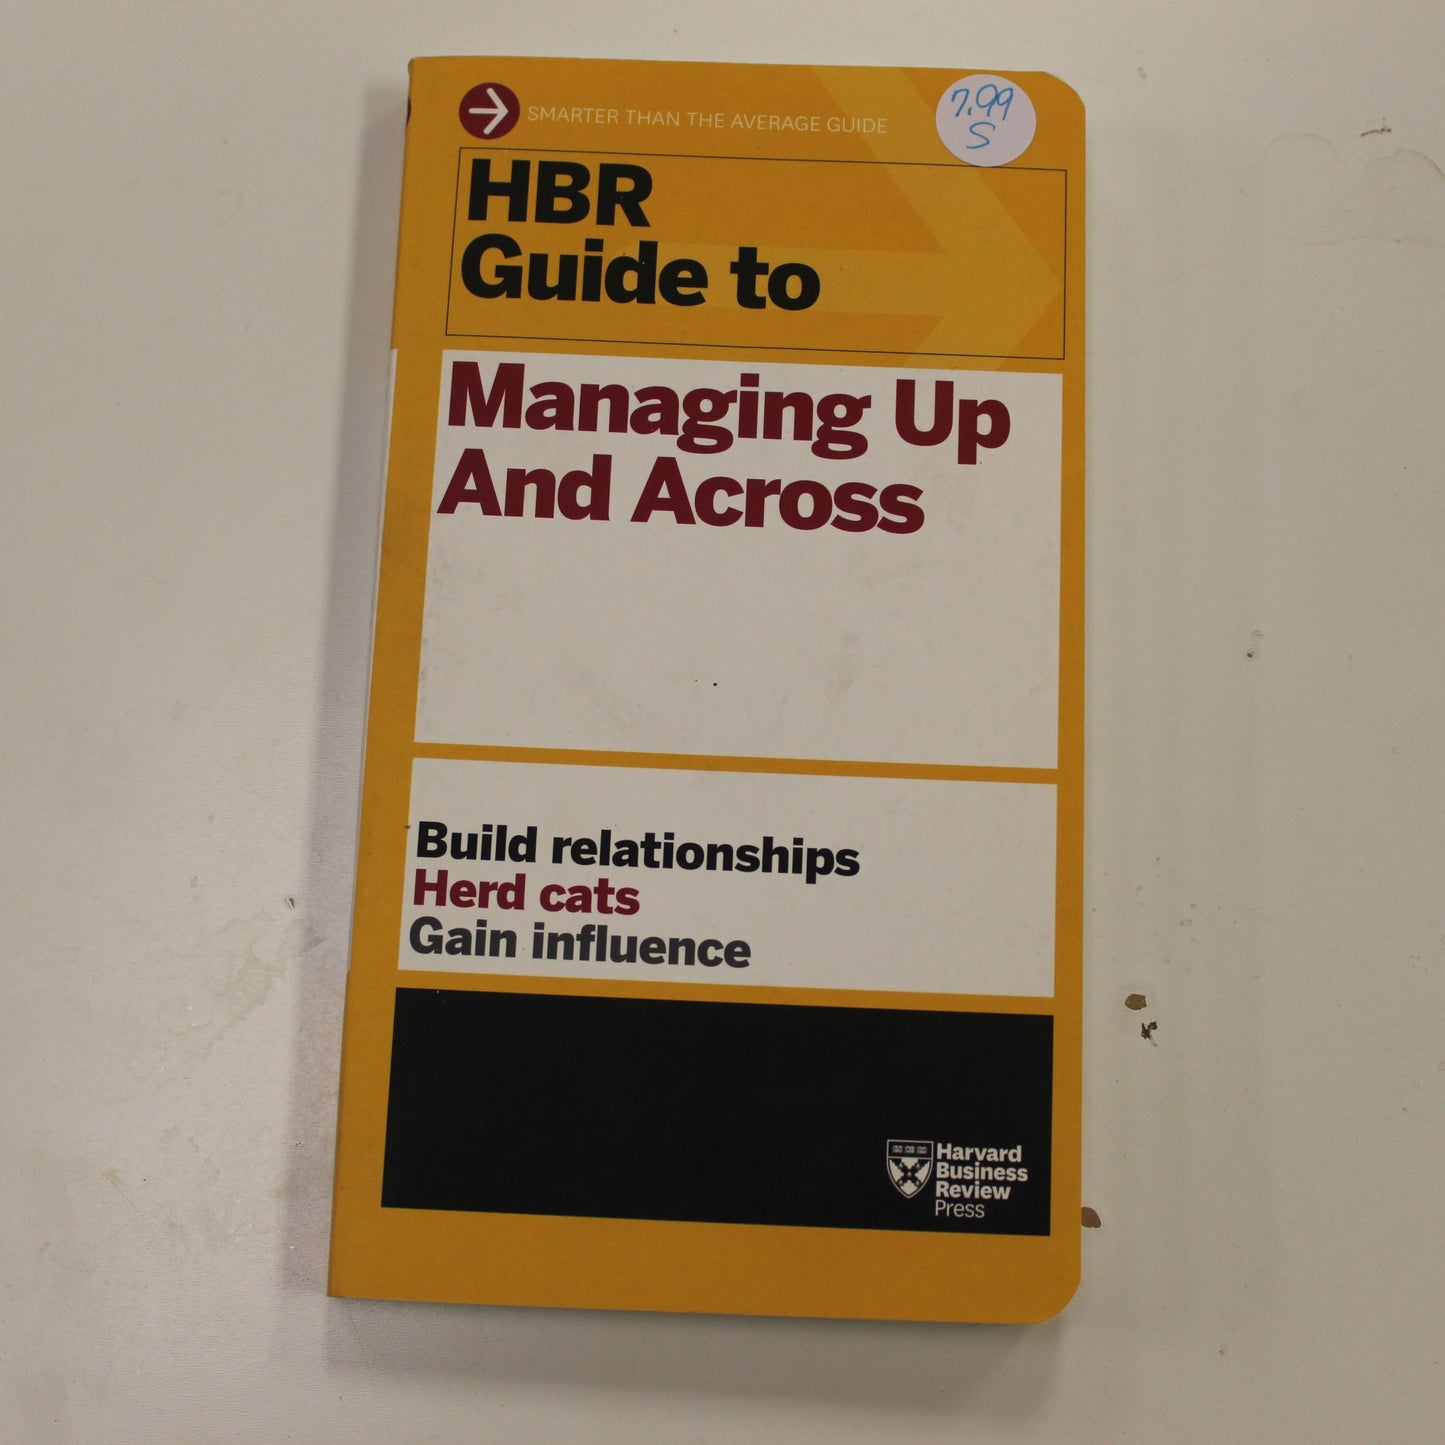 SMARTER THAN THE AVERAGE GUIDE
7.99
S
HBR
Guide to
Managing Up
And Across
Build relationships
Herd cats
Gain influence
Harvard
Business
Review
Press